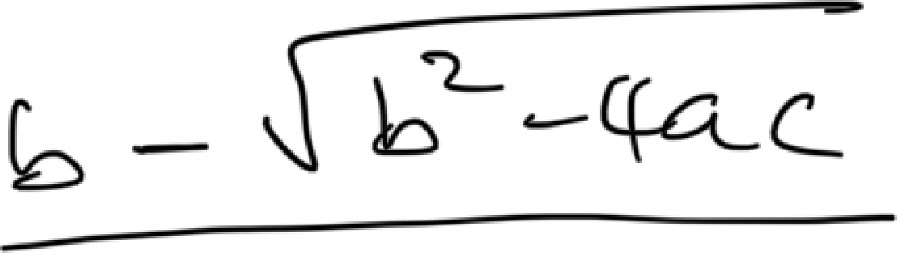 b - √(b² - 4ac)